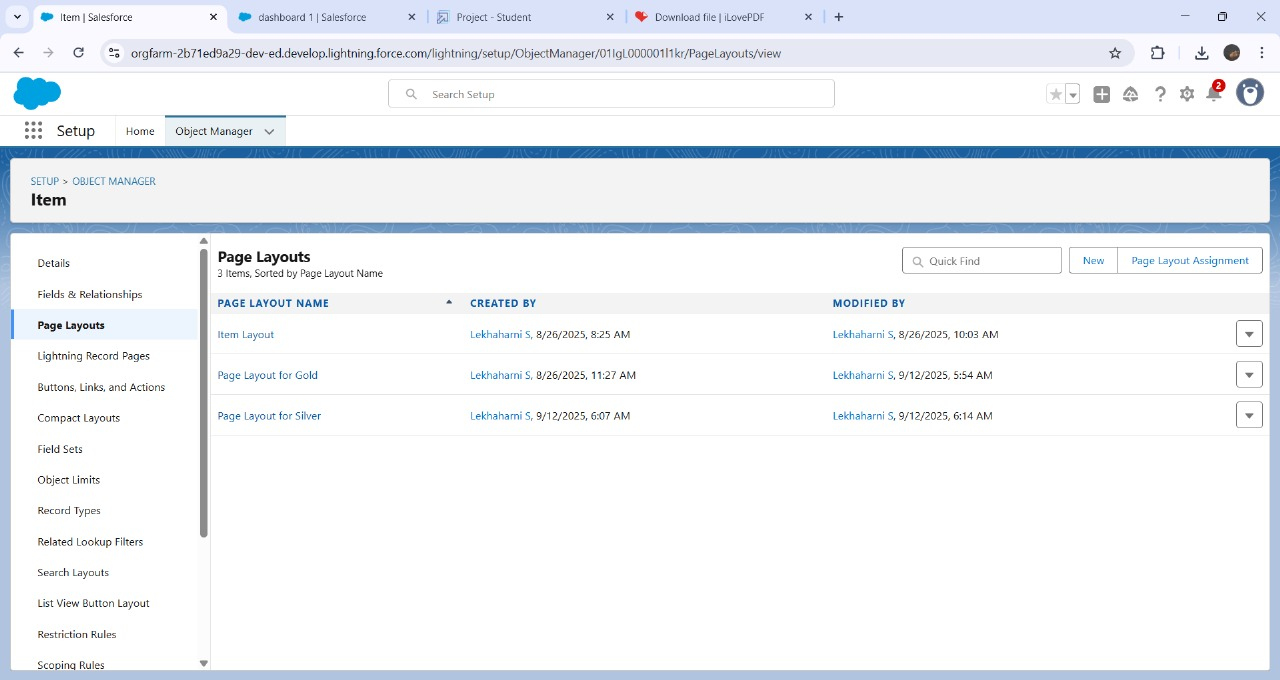 Item | Salesforce
dashboard 1 | Salesforce
Project - Student
Download file | iLovePDF
orgfarm-2b71ed9a29-dev-ed.develop.lightning.force.com/lightning/setup/ObjectManager/01IgL000001l1kr/PageLayouts/view
Search Setup
2
Setup
Home
Object Manager
SETUP > OBJECT MANAGER
Item
Details
Fields & Relationships
Page Layouts
Lightning Record Pages
Buttons, Links, and Actions
Compact Layouts
Field Sets
Object Limits
Record Types
Related Lookup Filters
Search Layouts
List View Button Layout
Restriction Rules
Scoping Rules
Page Layouts
3 Items, Sorted by Page Layout Name
Quick Find
New
Page Layout Assignment
PAGE LAYOUT NAME CREATED BY MODIFIED BY
Item Layout Lekhaharni S, 8/26/2025, 8:25 AM Lekhaharni S, 8/26/2025, 10:03 AM
Page Layout for Gold Lekhaharni S, 8/26/2025, 11:27 AM Lekhaharni S, 9/12/2025, 5:54 AM
Page Layout for Silver Lekhaharni S, 9/12/2025, 6:07 AM Lekhaharni S, 9/12/2025, 6:14 AM